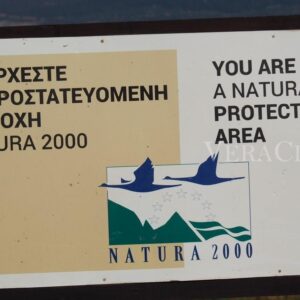 ΡΧΕΣΤΕ
ΡΟΣΤΑΤΕΥΟΜΕΝΗ
ΟΧΗ
URA 2000
YOU ARE
A NATURA
PROTECT
AREA
NATURA 2000